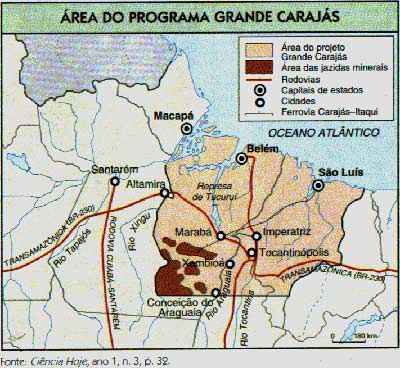 ÁREA DO PROGRAMA GRANDE CARAJÁS
Área do projeto
Grande Carajás
Área das jazidas minerais
Rodovias
Capitais de estados
Cidades
Ferrovia Carajás–Itaqui
Macapá
OCEANO ATLÂNTICO
Belém
Santarém
São Luís
Altamira
Represa
de Tucuruí
Rio Xingu
TRANSAMAZÔNICA (BR-230)
Rio Tapajós
RODOVIA CUIABÁ-SANTARÉM
Marabá
Imperatriz
Tocantinópolis
Xambioá
TRANSAMAZÔNICA (BR-230)
Conceição do
Araguaia
Rio Araguaia
Rio Tocantins
0 180 km
Fonte: Ciência Hoje, ano 1, n. 3, p. 32.